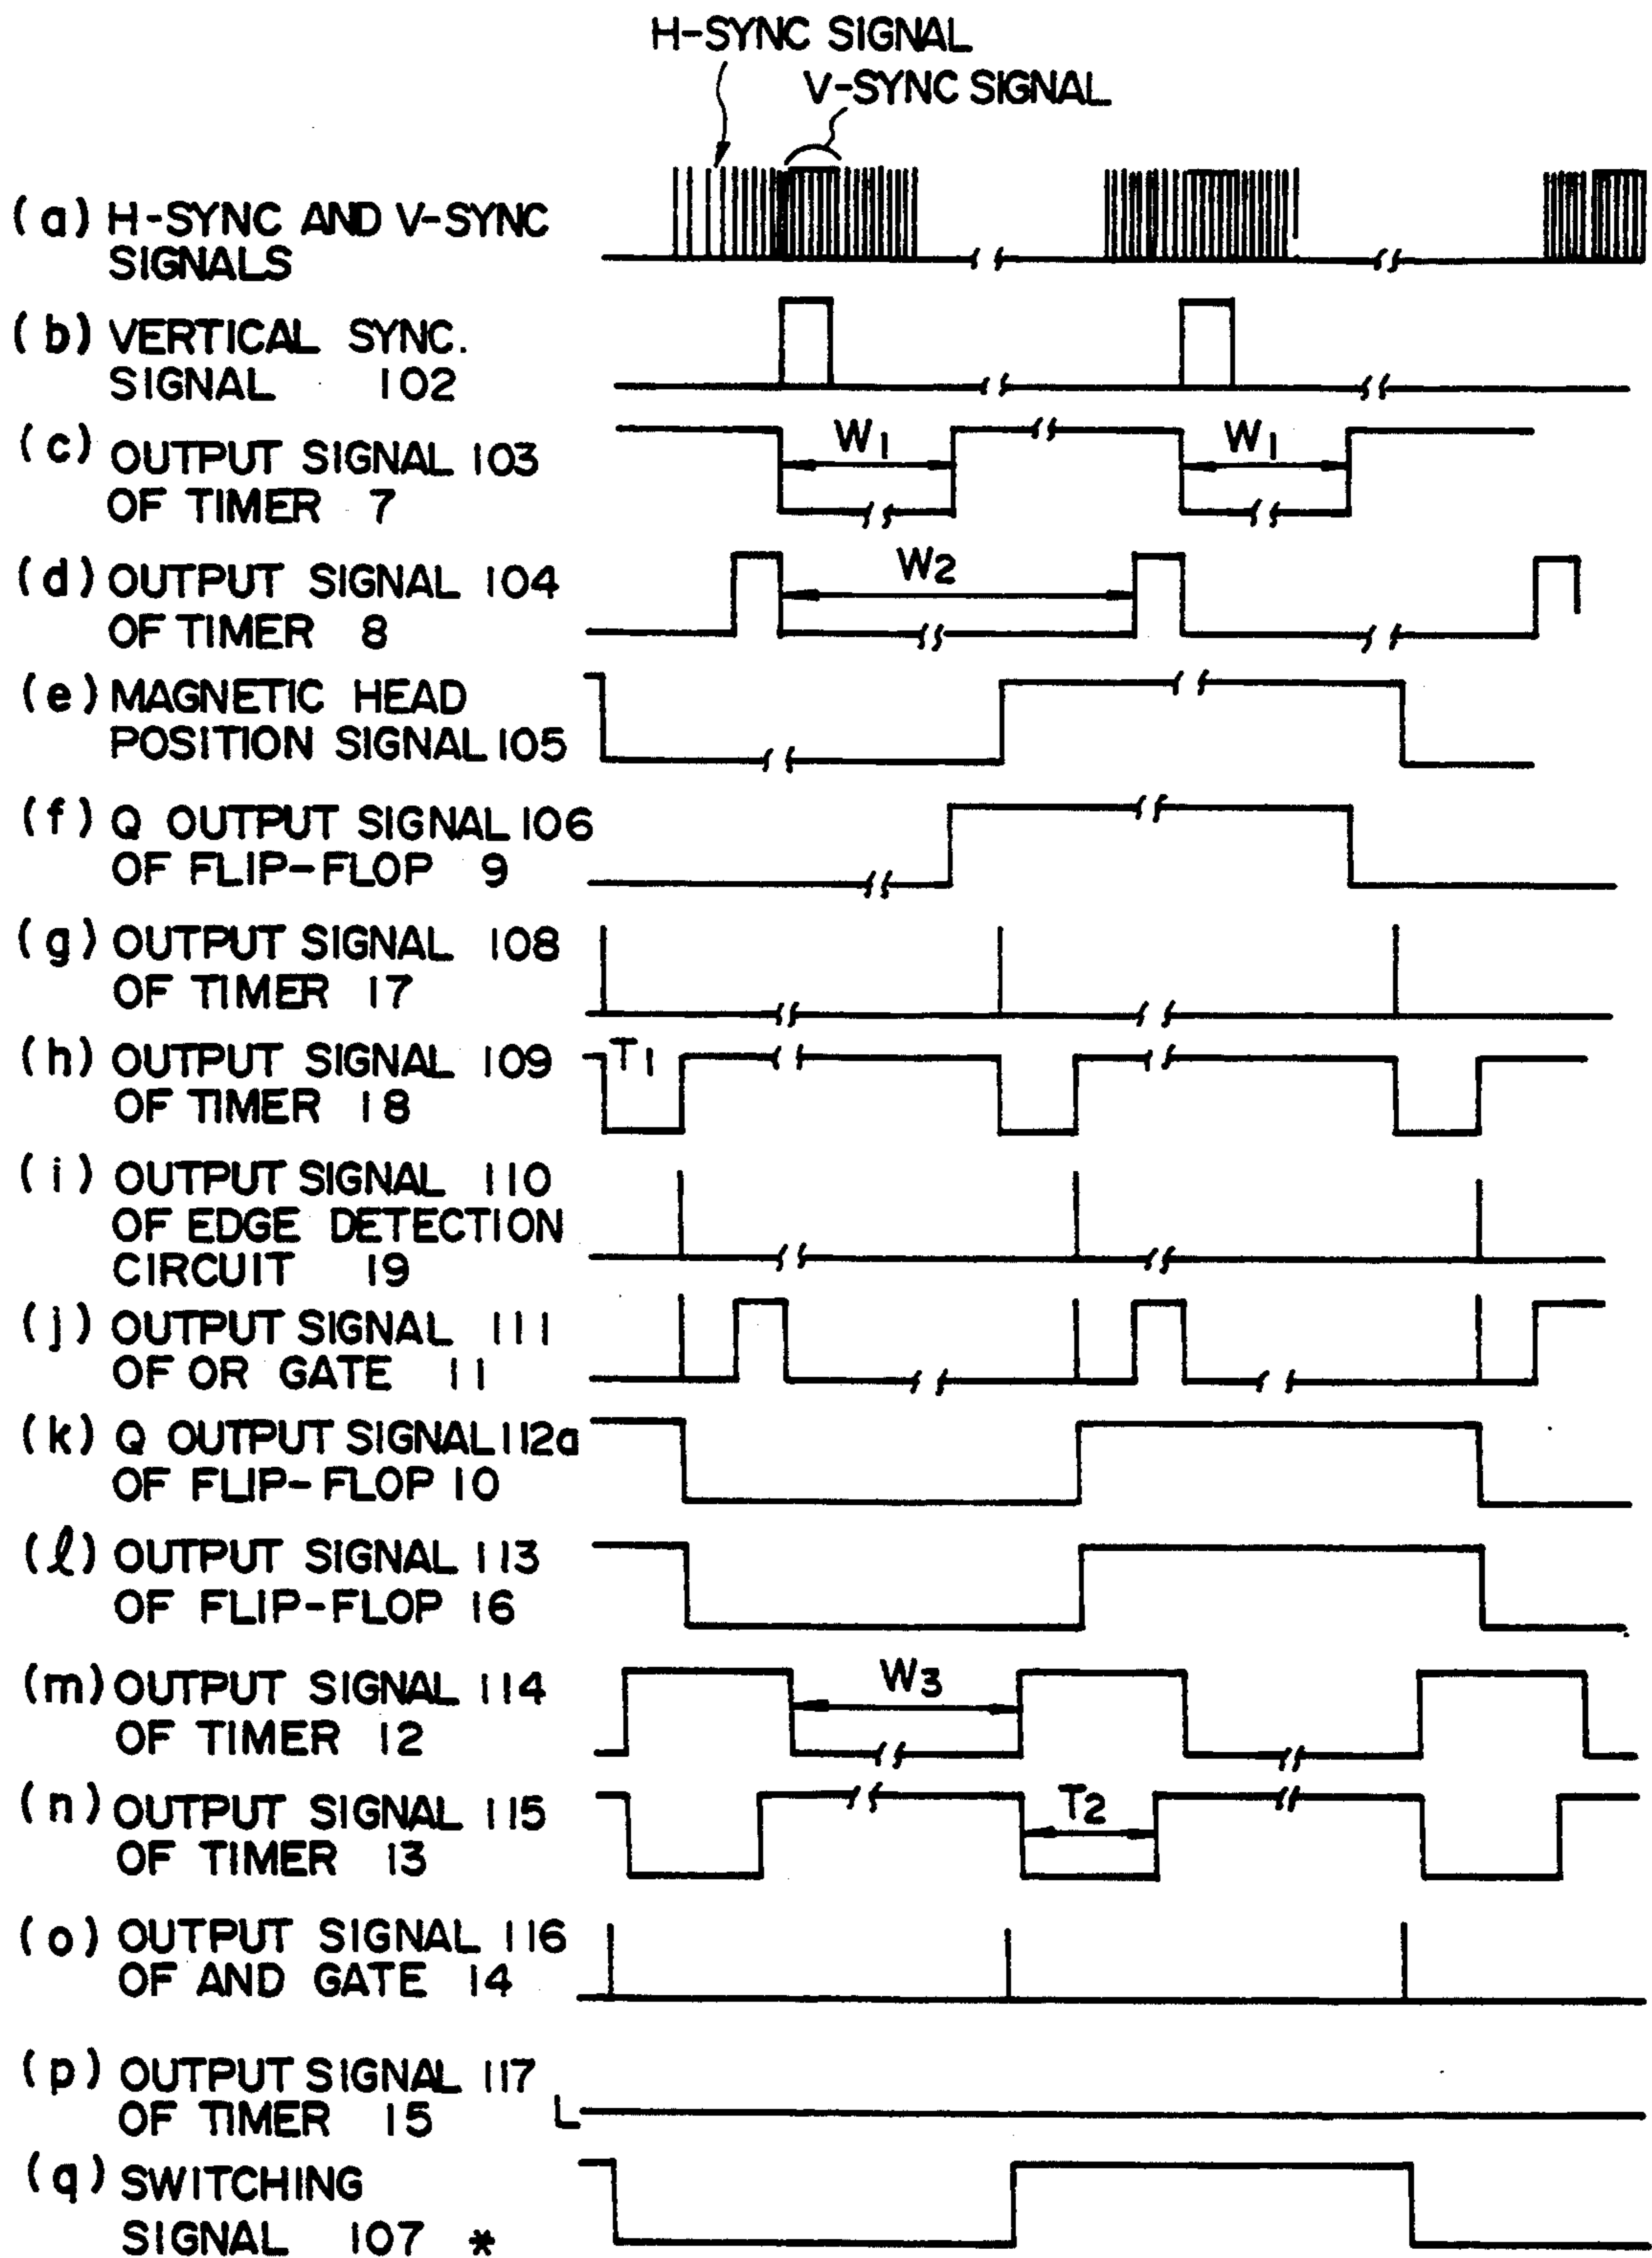 H-SYNC SIGNAL
V-SYNC SIGNAL
(a) H-SYNC AND V-SYNC
SIGNALS
(b) VERTICAL SYNC.
SIGNAL 102
(c) OUTPUT SIGNAL 103
OF TIMER 7
W1 W1
(d) OUTPUT SIGNAL 104
OF TIMER 8
W2
(e) MAGNETIC HEAD
POSITION SIGNAL 105
(f) Q OUTPUT SIGNAL 106
OF FLIP-FLOP 9
(g) OUTPUT SIGNAL 108
OF TIMER 17
(h) OUTPUT SIGNAL 109
OF TIMER 18
T1
(i) OUTPUT SIGNAL 110
OF EDGE DETECTION
CIRCUIT 19
(j) OUTPUT SIGNAL 111
OF OR GATE 11
(k) Q OUTPUT SIGNAL 112a
OF FLIP-FLOP 10
(ℓ) OUTPUT SIGNAL 113
OF FLIP-FLOP 16
(m) OUTPUT SIGNAL 114
OF TIMER 12
W3
(n) OUTPUT SIGNAL 115
OF TIMER 13
T2
(o) OUTPUT SIGNAL 116
OF AND GATE 14
(p) OUTPUT SIGNAL 117
OF TIMER 15
L
(q) SWITCHING
SIGNAL 107 *